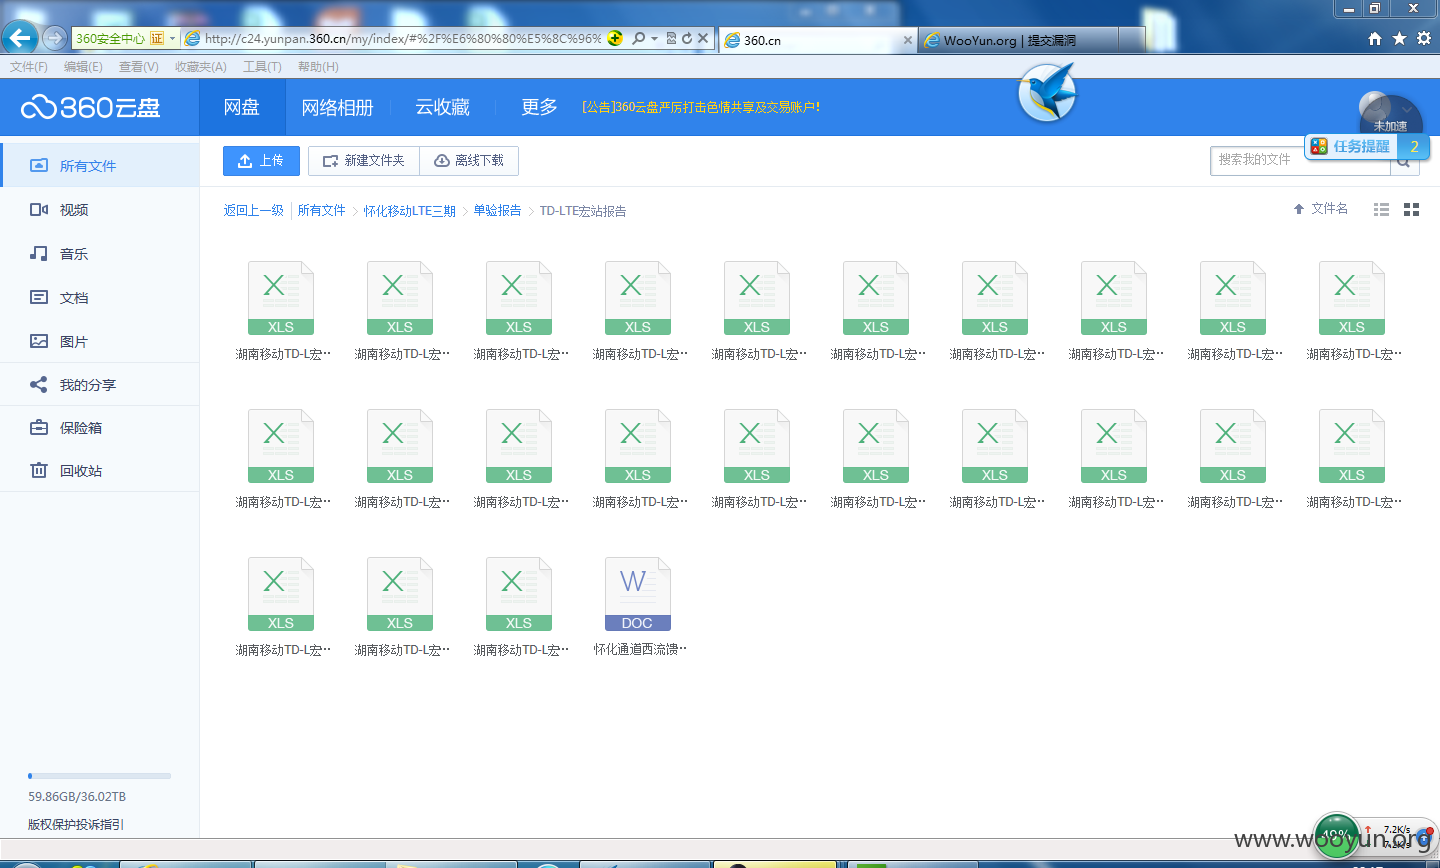 360安全中心 证 http://c24.yunpan.360.cn/my/index/#%2F%E6%80%80%E5%8C%96%
360.cn
WooYun.org | 提交漏洞
文件(F) 编辑(E) 查看(V) 收藏夹(A) 工具(T) 帮助(H)
360云盘 网盘 网络相册 云收藏 更多 [公告]360云盘严厉打击色情共享及交易账户!
未加速
任务提醒 2
所有文件
视频
音乐
文档
图片
我的分享
保险箱
回收站
上传 新建文件夹 离线下载 搜索我的文件
返回上一级 所有文件 > 怀化移动LTE三期 > 单验报告 > TD-LTE宏站报告 文件名
XLS XLS XLS XLS XLS XLS XLS XLS XLS XLS
湖南移动TD-L宏… 湖南移动TD-L宏… 湖南移动TD-L宏… 湖南移动TD-L宏… 湖南移动TD-L宏… 湖南移动TD-L宏… 湖南移动TD-L宏… 湖南移动TD-L宏… 湖南移动TD-L宏… 湖南移动TD-L宏…
XLS XLS XLS XLS XLS XLS XLS XLS XLS XLS
湖南移动TD-L宏… 湖南移动TD-L宏… 湖南移动TD-L宏… 湖南移动TD-L宏… 湖南移动TD-L宏… 湖南移动TD-L宏… 湖南移动TD-L宏… 湖南移动TD-L宏… 湖南移动TD-L宏… 湖南移动TD-L宏…
XLS XLS XLS W DOC
湖南移动TD-L宏… 湖南移动TD-L宏… 湖南移动TD-L宏… 怀化通道西流馈…
59.86GB/36.02TB
版权保护投诉指引
7.2K/s
www.wooyun.org